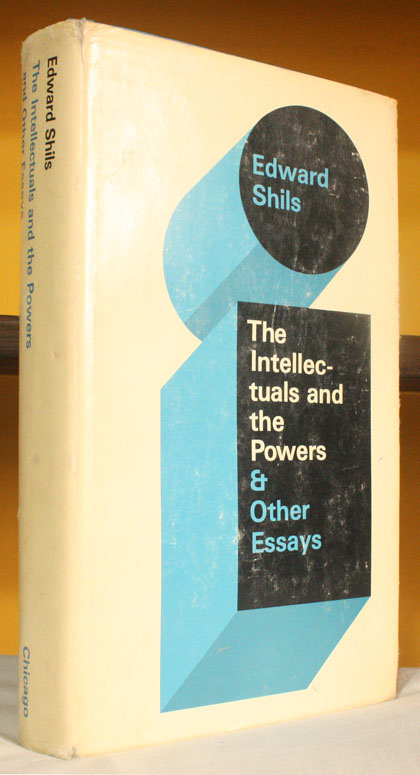 Edward Shils
The Intellectuals and the Powers
and Other Essays
Chicago
Edward
Shils
The
Intellec-
tuals and
the
Powers
&
Other
Essays